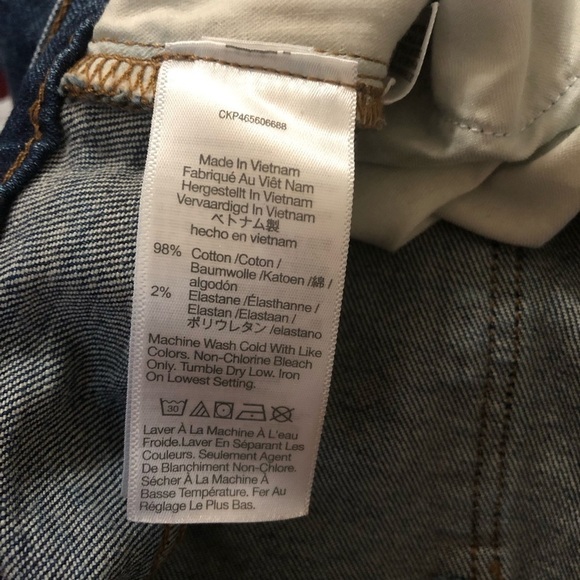 CKP465606688
Made In Vietnam
Fabriqué Au Viêt Nam
Hergestellt In Vietnam
Vervaardigd In Vietnam
ベトナム製
hecho en vietnam
98% Cotton /Coton /
Baumwolle /Katoen /綿 /
algodón
2% Elastane /Élasthanne /
Elastan /Elastaan /
ポリウレタン /elastano
Machine Wash Cold With Like
Colors. Non-Chlorine Bleach
Only. Tumble Dry Low. Iron
On Lowest Setting.
30
Laver À La Machine À L'eau
Froide.Laver En Séparant Les
Couleurs. Seulement Agent
De Blanchiment Non-Chlore.
Sécher À La Machine À
Basse Température. Fer Au
Réglage Le Plus Bas.